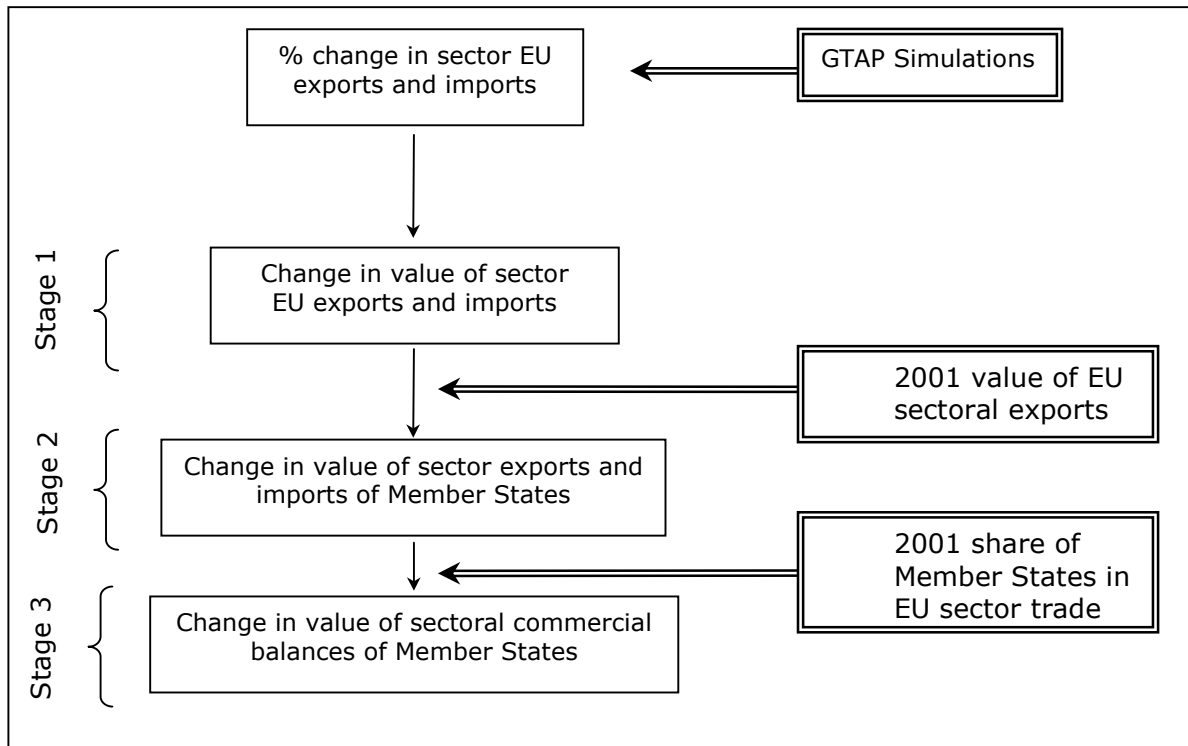 % change in sector EU
exports and imports
GTAP Simulations
Stage 1
Change in value of sector
EU exports and imports
2001 value of EU
sectoral exports
Stage 2
Change in value of sector exports and
imports of Member States
2001 share of
Member States in
EU sector trade
Stage 3
Change in value of sectoral commercial
balances of Member States